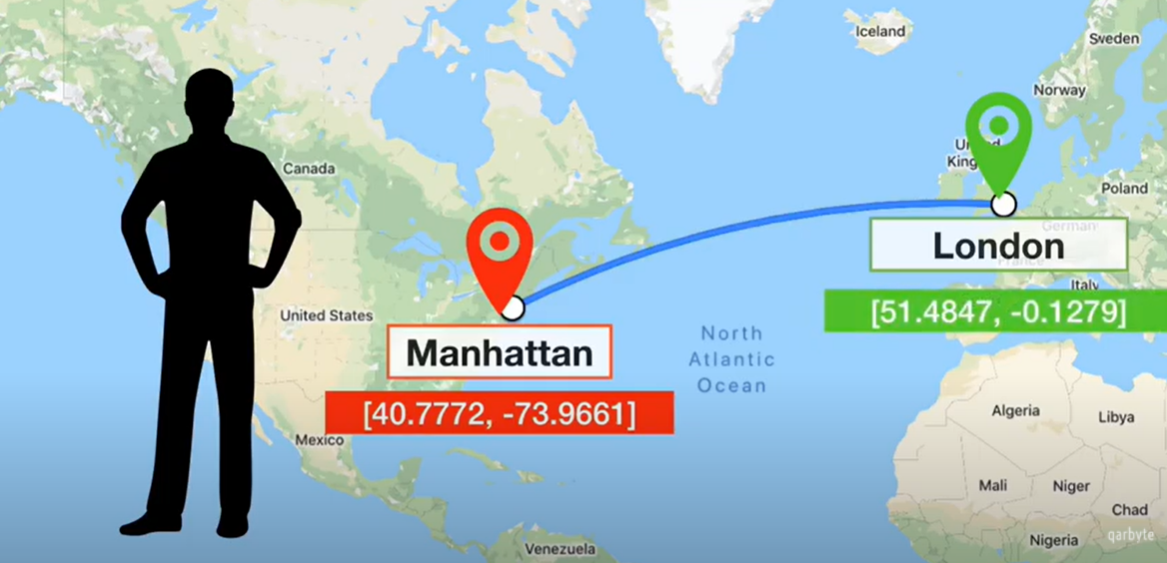 Iceland
Sweden
Norway
Canada
Poland
London
Italy
[51.4847, -0.1279]
United States
Manhattan
North
Atlantic
Ocean
[40.7772, -73.9661]
Mexico
Algeria
Libya
Mali
Niger
Chad
Nigeria
qarbyte
Venezuela